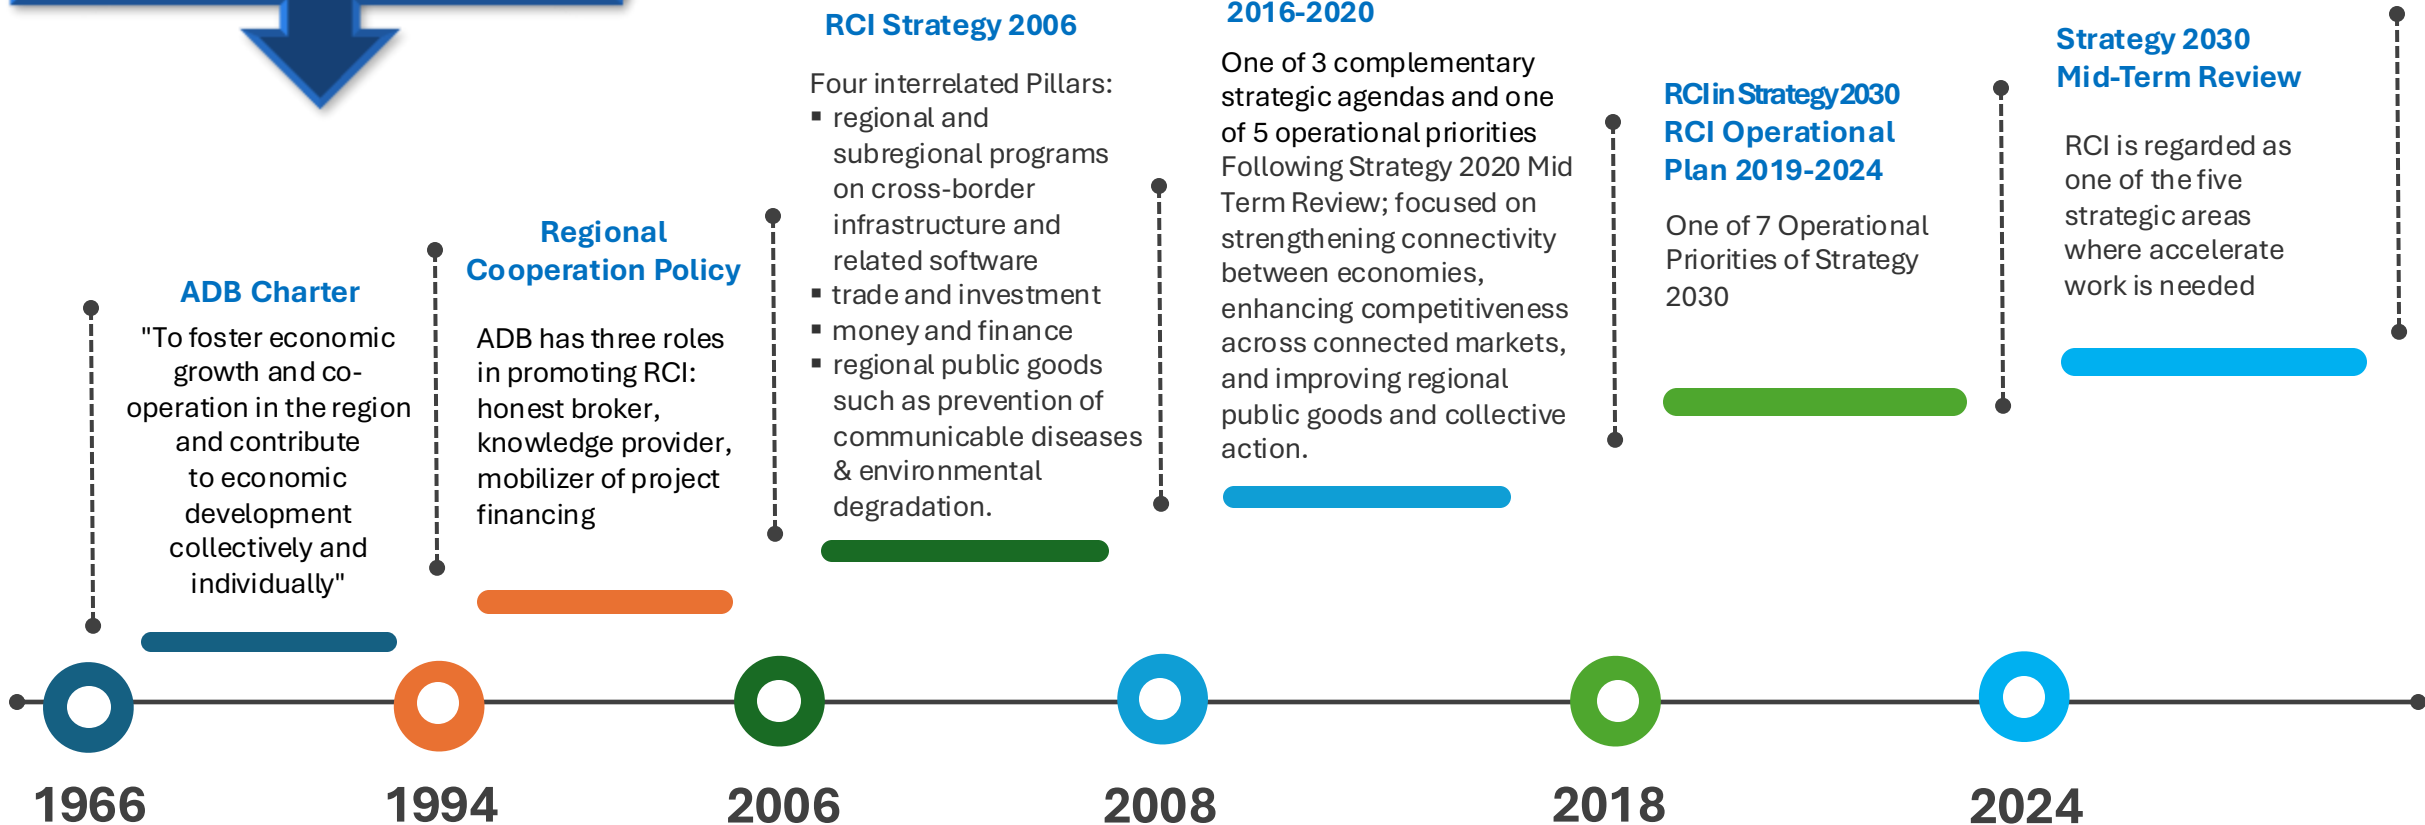 ADB Charter
"To foster economic
growth and co-
operation in the region
and contribute
to economic
development
collectively and
individually"
Regional
Cooperation Policy
ADB has three roles
in promoting RCI:
honest broker,
knowledge provider,
mobilizer of project
financing
RCI Strategy 2006
Four interrelated Pillars:
▪ regional and
subregional programs
on cross-border
infrastructure and
related software
▪ trade and investment
▪ money and finance
▪ regional public goods
such as prevention of
communicable diseases
& environmental
degradation.
2016-2020
One of 3 complementary
strategic agendas and one
of 5 operational priorities
Following Strategy 2020 Mid
Term Review; focused on
strengthening connectivity
between economies,
enhancing competitiveness
across connected markets,
and improving regional
public goods and collective
action.
RCI in Strategy 2030
RCI Operational
Plan 2019-2024
One of 7 Operational
Priorities of Strategy
2030
Strategy 2030
Mid-Term Review
RCI is regarded as
one of the five
strategic areas
where accelerate
work is needed
1966
1994
2006
2008
2018
2024